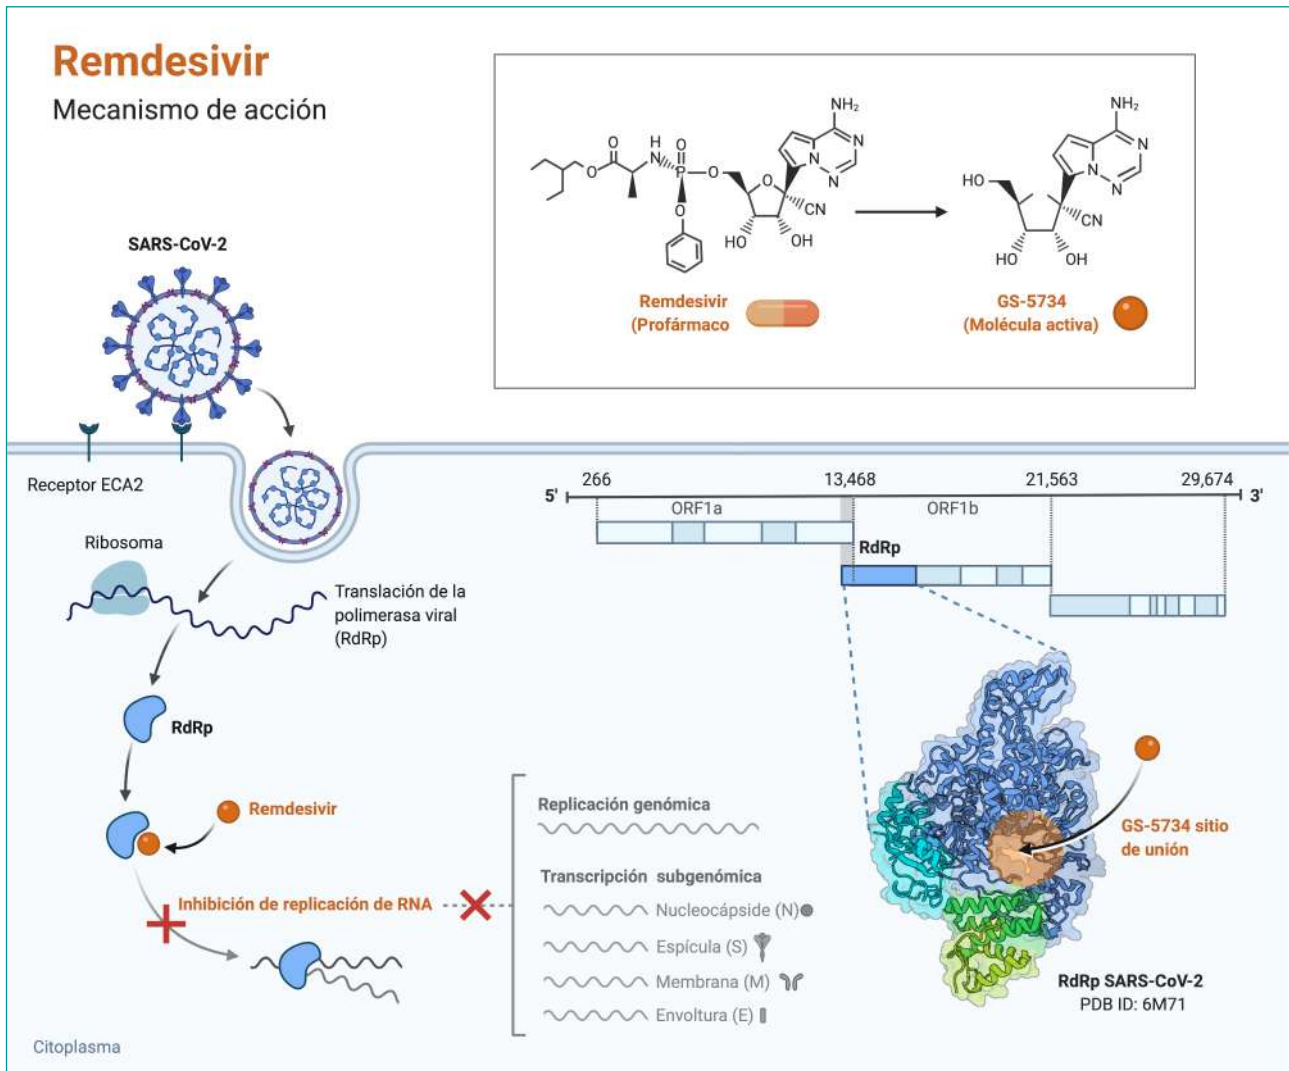 Remdesivir
Mecanismo de acción
NH₂
N
N
N
N
O
O
H
N
P
O
O
O
O
CN
HO
OH
NH₂
N
N
N
HO
CN
HO
OH
Remdesivir
(Profármaco
GS-5734
(Molécula activa)
SARS-CoV-2
Receptor ECA2
266
13,468
21,563
29,674
5'
3'
ORF1a
ORF1b
RdRp
Ribosoma
Translación de la
polimerasa viral
(RdRp)
RdRp
Remdesivir
Inhibición de replicación de RNA
Replicación genómica
Transcripción subgenómica
Nucleocápside (N)
Espícula (S)
Membrana (M)
Envoltura (E)
GS-5734 sitio
de unión
RdRp SARS-CoV-2
PDB ID: 6M71
Citoplasma